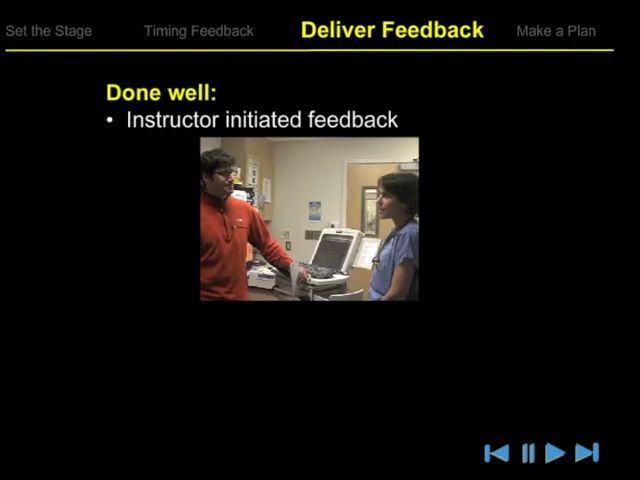 Set the Stage Timing Feedback Deliver Feedback Make a Plan
Done well:
• Instructor initiated feedback